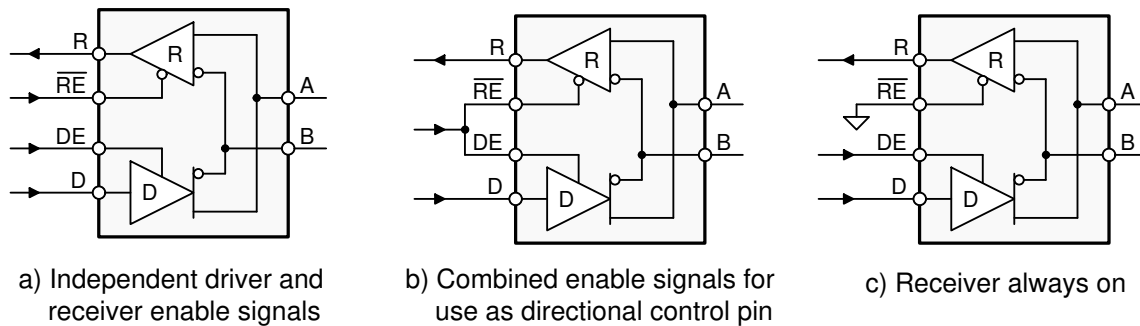 R
R
RE
A
DE
B
D
D
a) Independent driver and
receiver enable signals
R
R
RE
A
DE
B
D
D
b) Combined enable signals for
use as directional control pin
R
R
RE
A
DE
B
D
D
c) Receiver always on